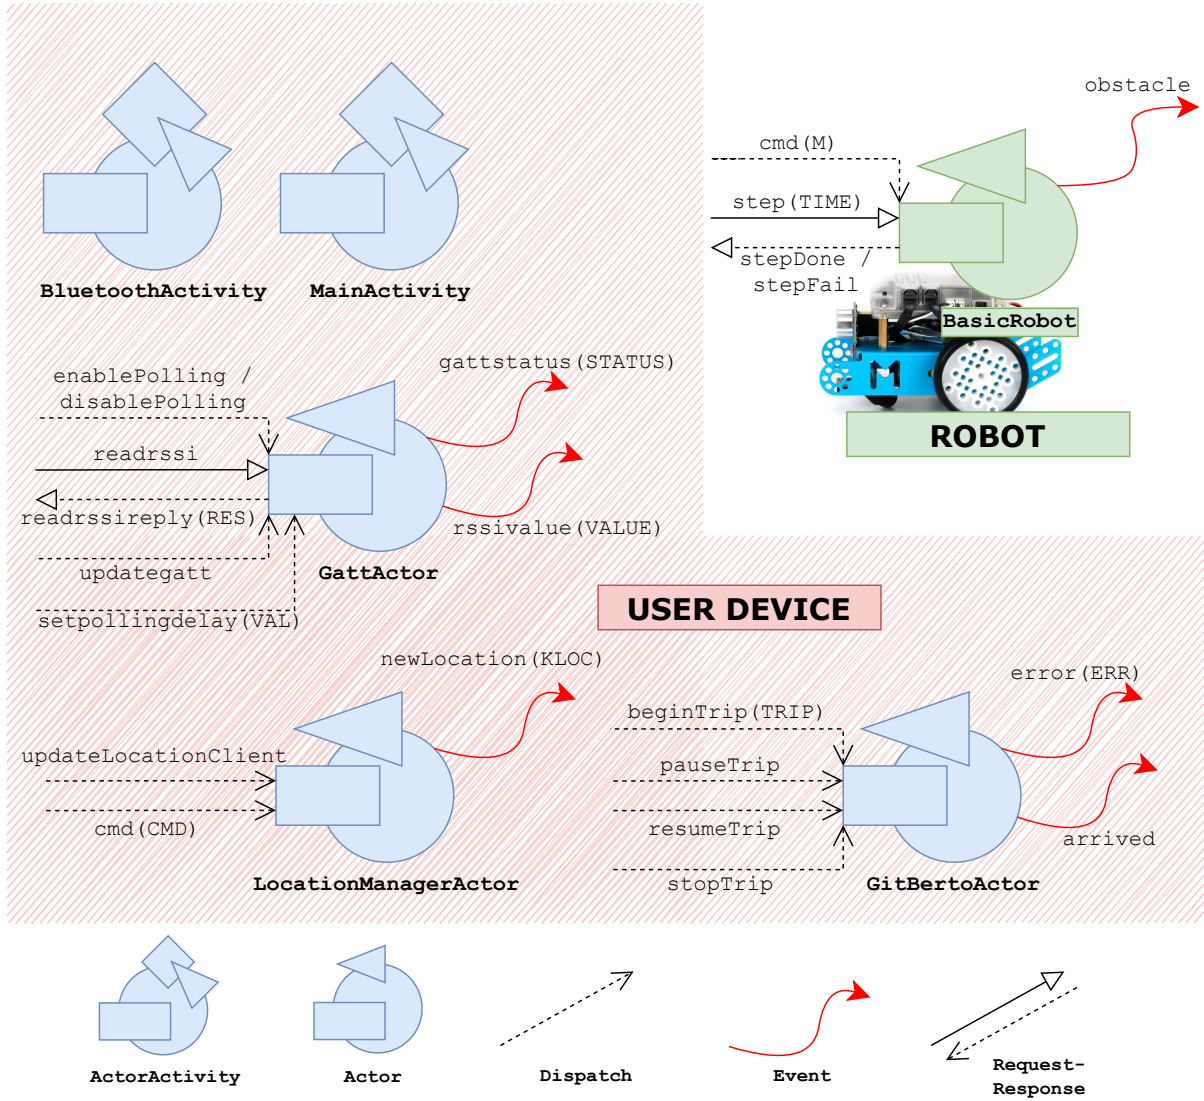 obstacle
cmd(M)
step(TIME)
stepDone /
stepFail
BasicRobot
M
ROBOT
BluetoothActivity
MainActivity
enablePolling /
disablePolling
gattstatus(STATUS)
readrssi
readrssireply(RES)
rssivalue(VALUE)
updategatt
GattActor
setpollingdelay(VAL)
USER DEVICE
newLocation(KLOC)
updateLocationClient
cmd(CMD)
LocationManagerActor
error(ERR)
beginTrip(TRIP)
pauseTrip
resumeTrip
arrived
stopTrip
GitBertoActor
ActorActivity
Actor
Dispatch
Event
Request-
Response